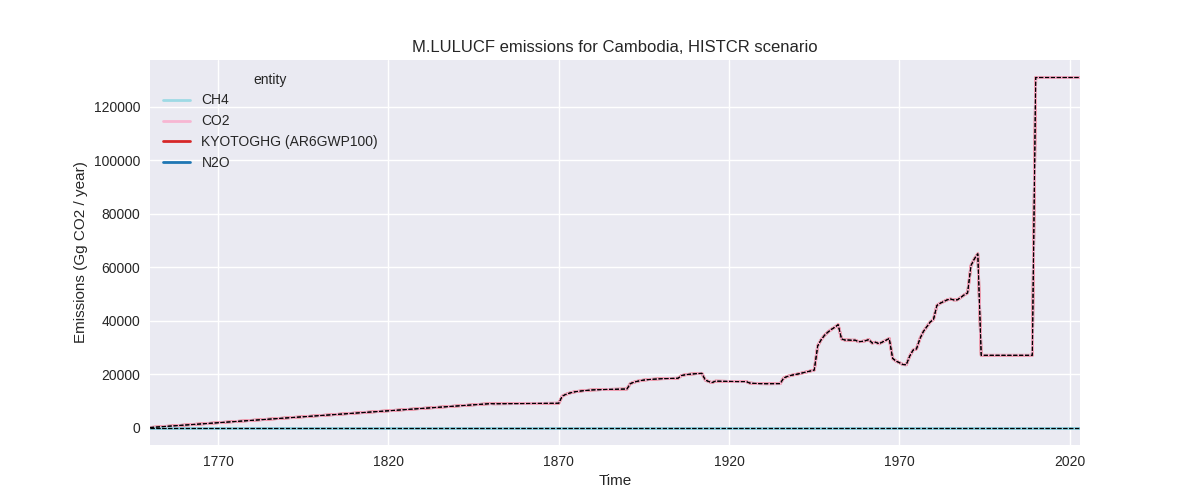 M.LULUCF emissions for Cambodia, HISTCR scenario
entity
CH4
CO2
KYOTOGHG (AR6GWP100)
N2O
Emissions (Gg CO2 / year)
120000
100000
80000
60000
40000
20000
0
1770
1820
1870
1920
1970
2020
Time